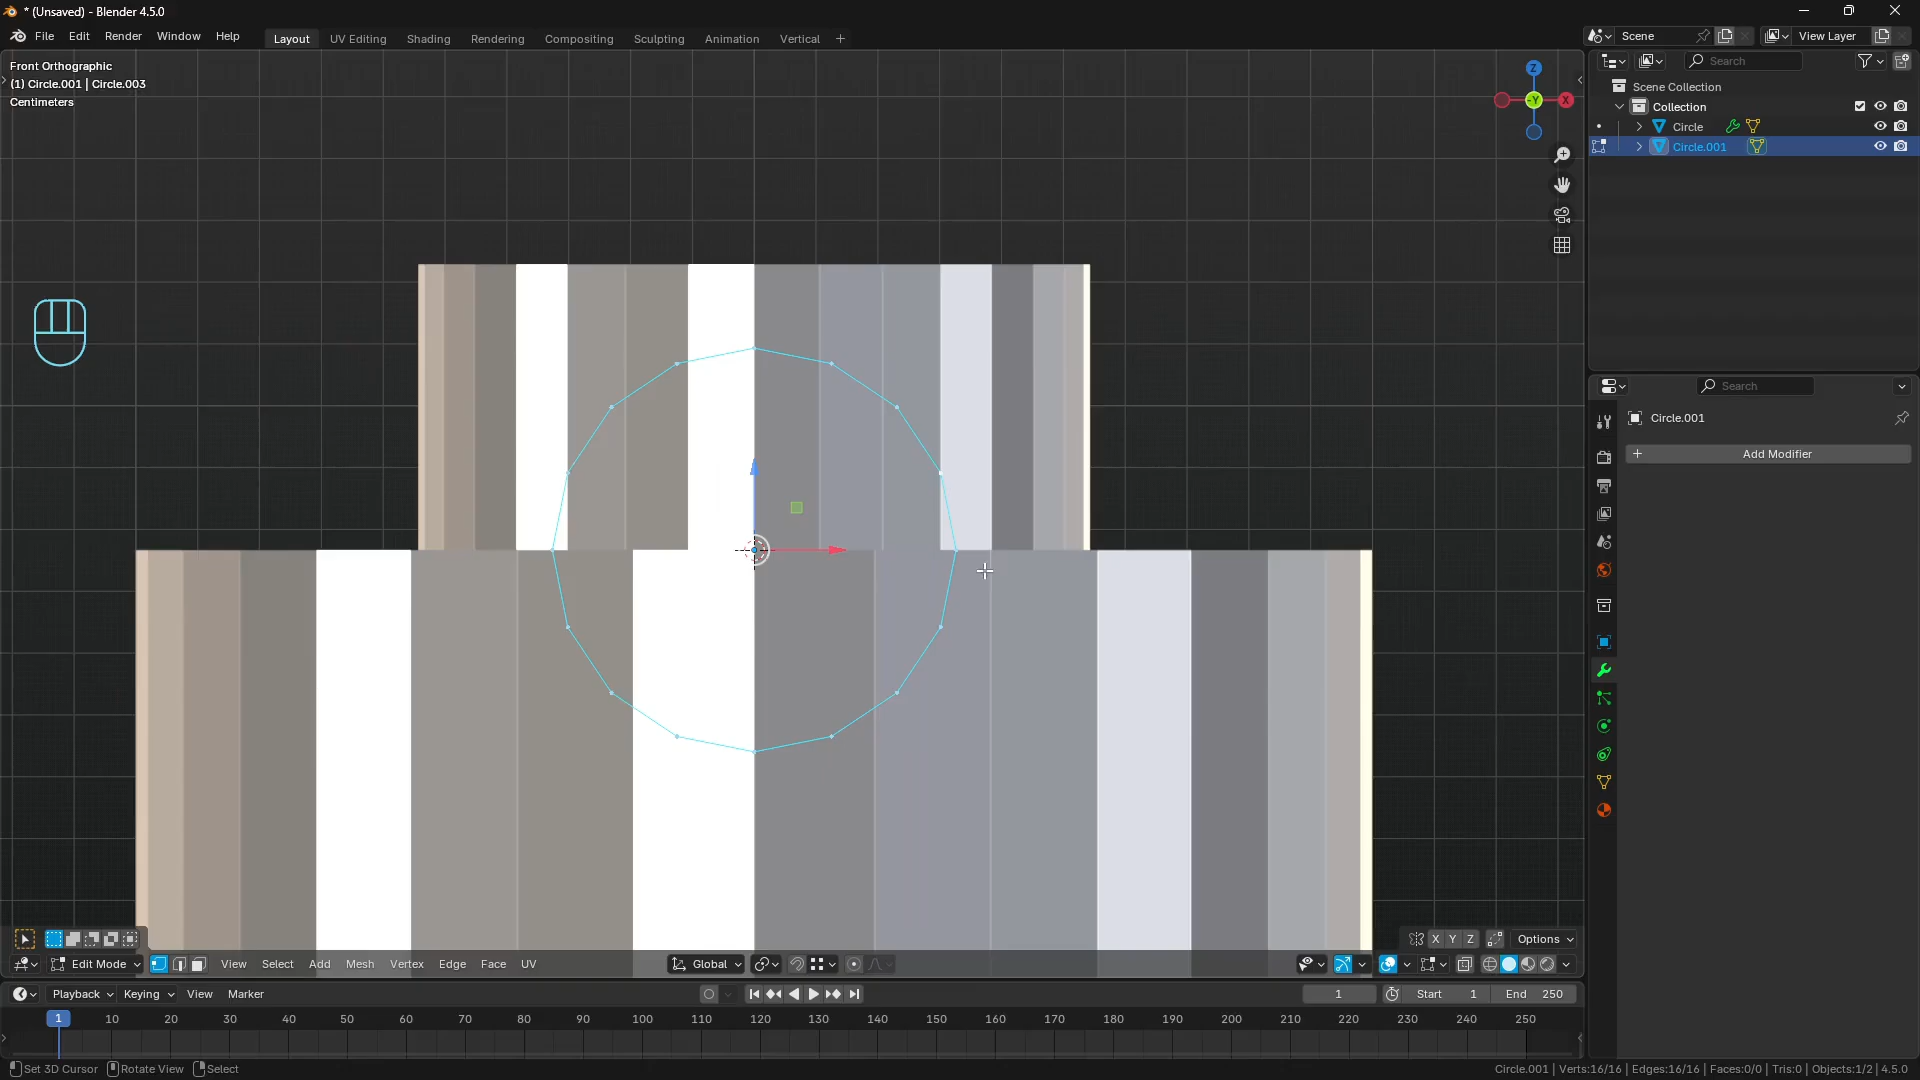 * (Unsaved) - Blender 4.5.0
File Edit Render Window Help
Layout UV Editing Shading Rendering Compositing Sculpting Animation Vertical +
Scene
View Layer
Front Orthographic
(1) Circle.001 | Circle.003
Centimeters
Z
-Y
X
Search
Scene Collection
Collection
Circle
Circle.001
Search
Circle.001
+ Add Modifier
X Y Z
Options
Edit Mode
View Select Add Mesh Vertex Edge Face UV
Global
Playback Keying View Marker
1
Start 1
End 250
1 10 20 30 40 50 60 70 80 90 100 110 120 130 140 150 160 170 180 190 200 210 220 230 240 250
Set 3D Cursor Rotate View Select
Circle.001 | Verts:16/16 | Edges:16/16 | Faces:0/0 | Tris:0 | Objects:1/2 | 4.5.0